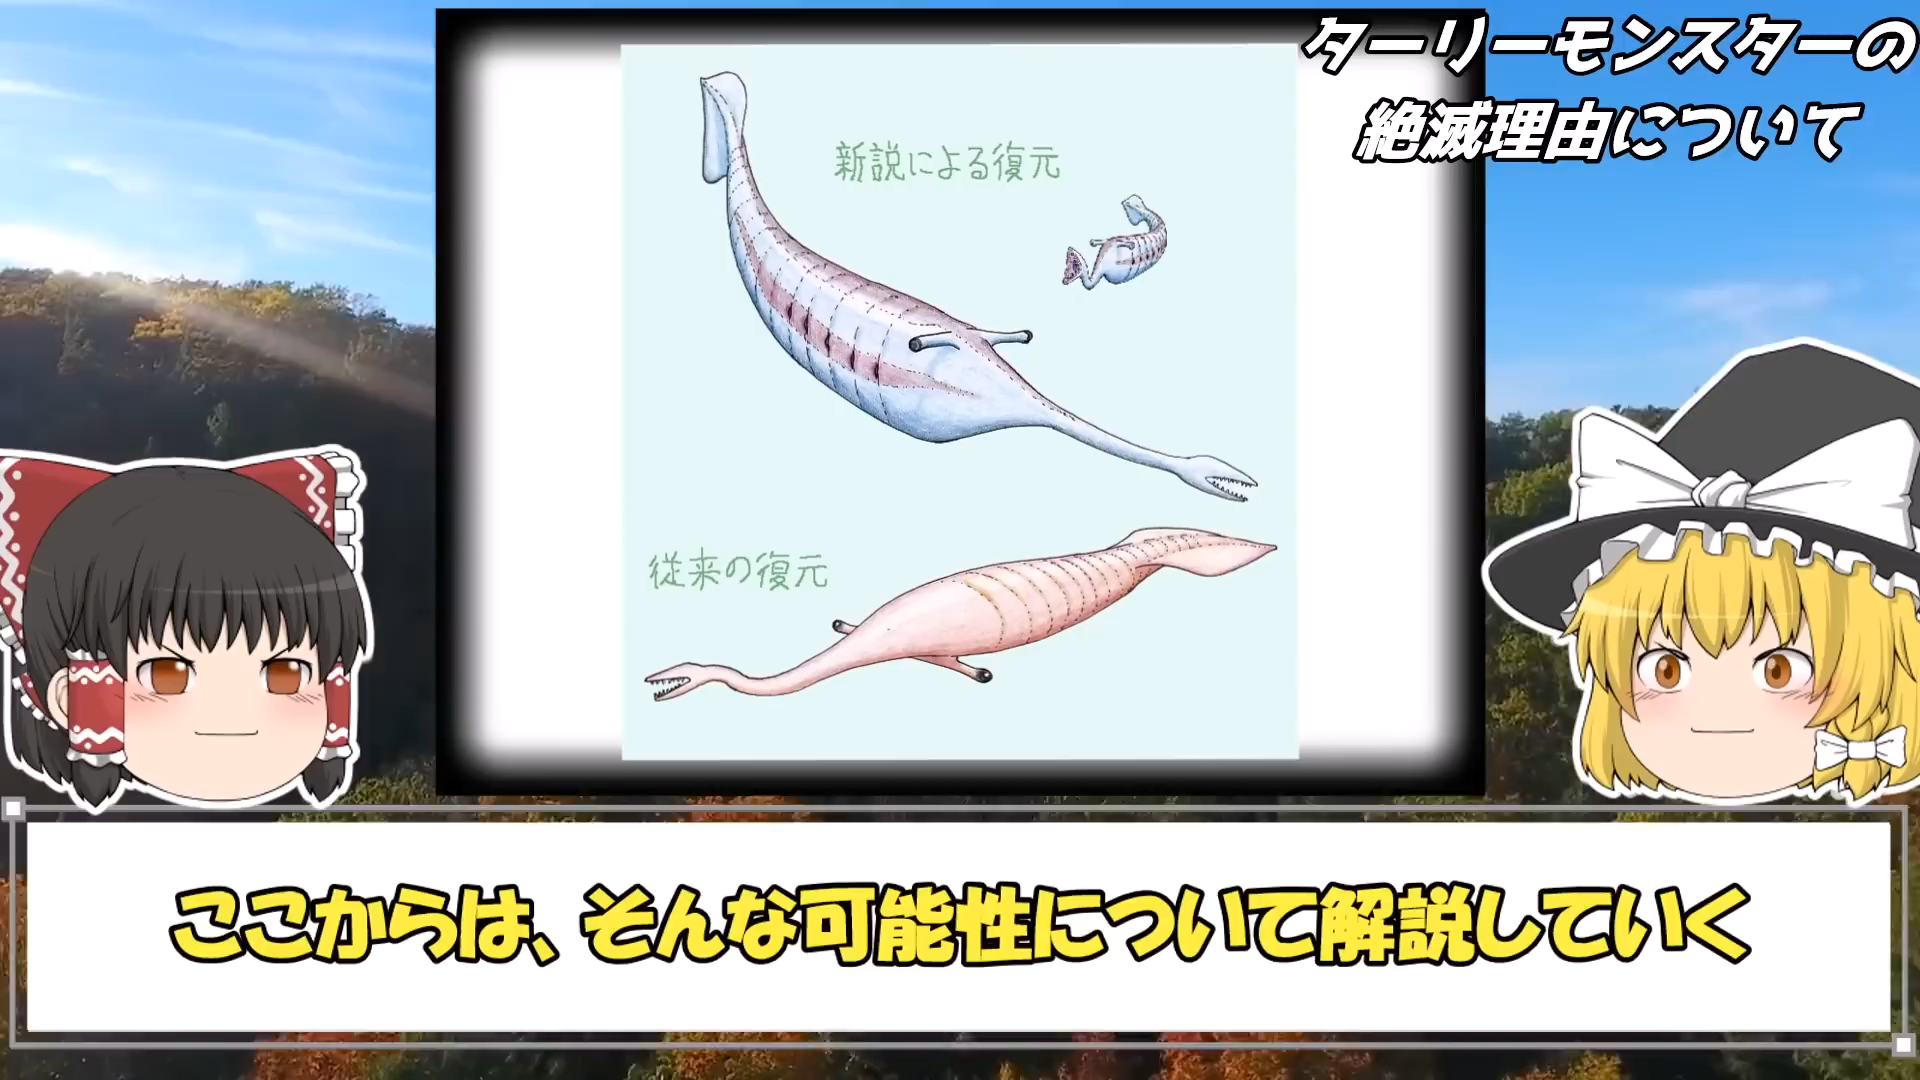 ターリーモンスターの
絶滅理由について
新説による復元
従来の復元
ここからは、そんな可能性について解説していく